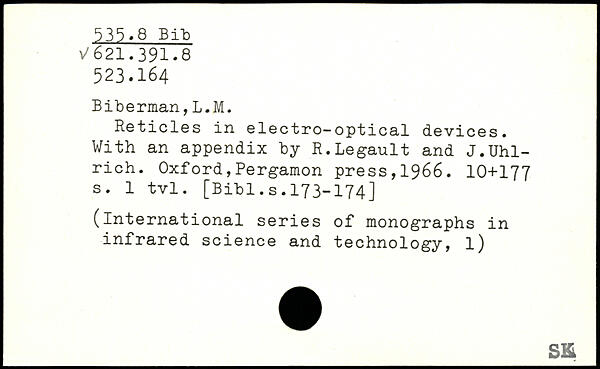 535.8 Bib
√621.391.8
523.164
Biberman,L.M.
Reticles in electro-optical devices.
With an appendix by R.Legault and J.Uhl-
rich. Oxford,Pergamon press,1966. 10+177
s. 1 tvl. [Bibl.s.173-174]
(International series of monographs in
infrared science and technology, 1)
SK